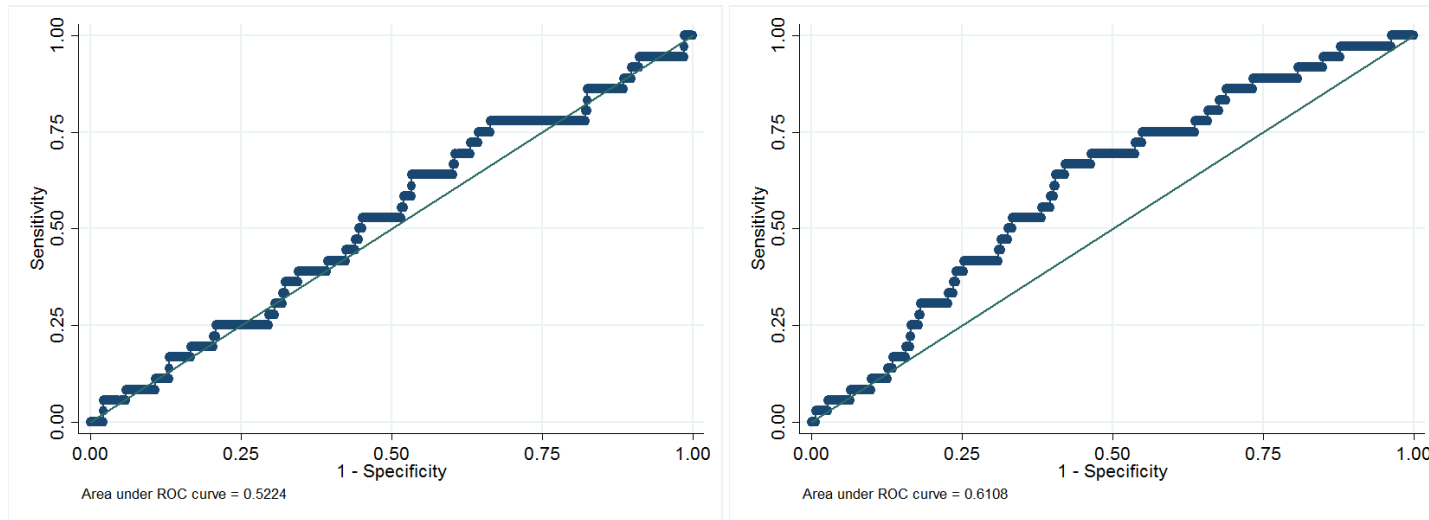 Sensitivity
1.00
0.75
0.50
0.25
0.00
0.00 0.25 0.50 0.75 1.00
1 - Specificity
Area under ROC curve = 0.5224
Sensitivity
1.00
0.75
0.50
0.25
0.00
0.00 0.25 0.50 0.75 1.00
1 - Specificity
Area under ROC curve = 0.6108